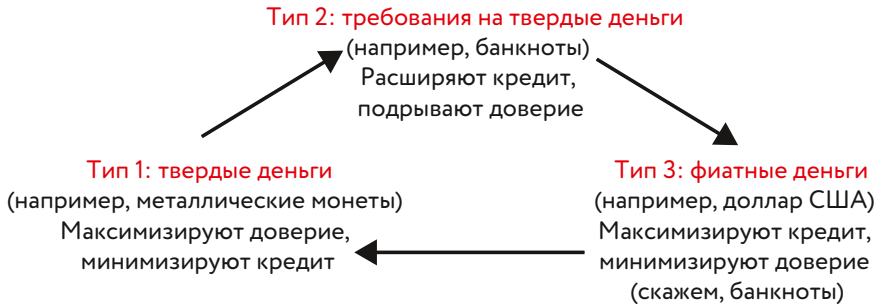 Тип 2: требования на твердые деньги
(например, банкноты)
Расширяют кредит,
подрывают доверие
Тип 1: твердые деньги
(например, металлические монеты)
Максимизируют доверие,
минимизируют кредит
Тип 3: фиатные деньги
(например, доллар США)
Максимизируют кредит,
минимизируют доверие
(скажем, банкноты)